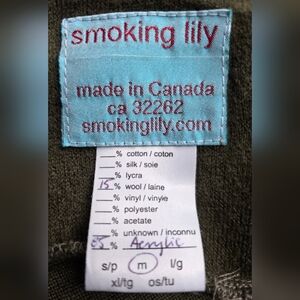 smoking lily
made in Canada
ca 32262
smokinglily.com
% cotton / coton
% silk / soie
% lycra
15 % wool / laine
% vinyl / vinyle
% polyester
% acetate
% unknown / inconnu
85 % Acrylic
s/p m l/g
xl/tg os/tu